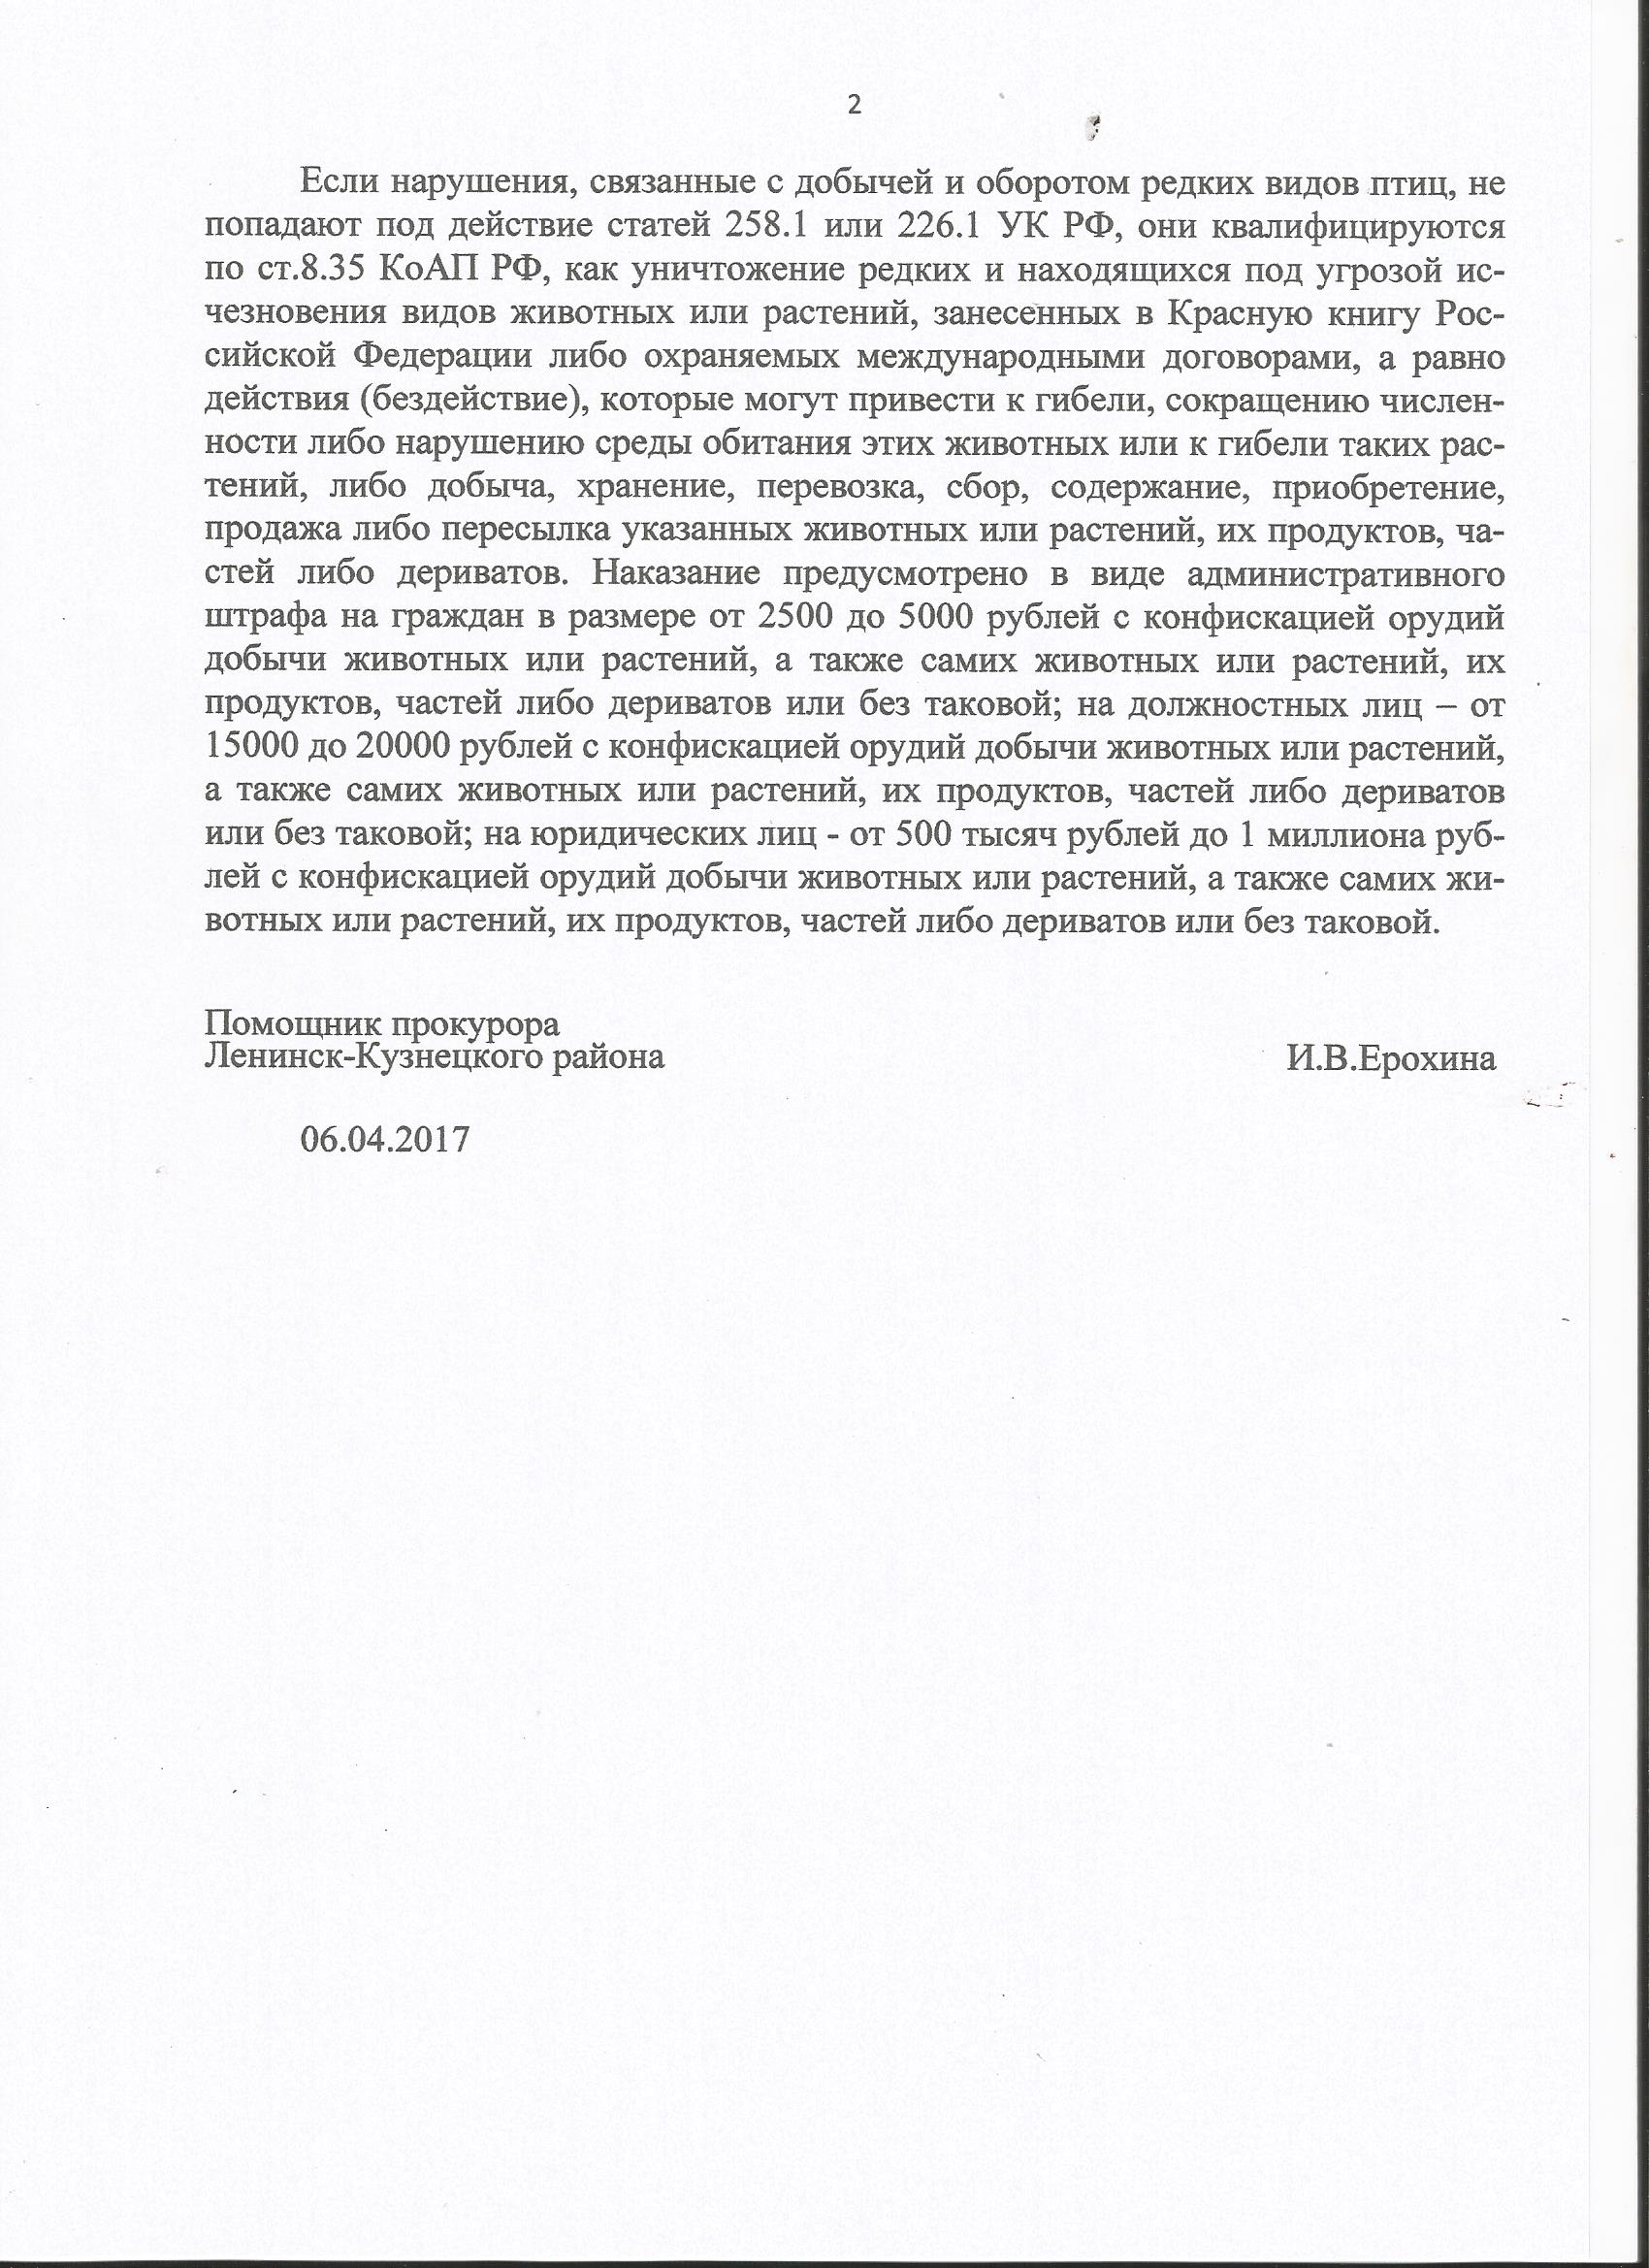 2
Если нарушения, связанные с добычей и оборотом редких видов птиц, не
попадают под действие статей 258.1 или 226.1 УК РФ, они квалифицируются
по ст.8.35 КоАП РФ, как уничтожение редких и находящихся под угрозой ис-
чезновения видов животных или растений, занесенных в Красную книгу Рос-
сийской Федерации либо охраняемых международными договорами, а равно
действия (бездействие), которые могут привести к гибели, сокращению числен-
ности либо нарушению среды обитания этих животных или к гибели таких рас-
тений, либо добыча, хранение, перевозка, сбор, содержание, приобретение,
продажа либо пересылка указанных животных или растений, их продуктов, ча-
стей либо дериватов. Наказание предусмотрено в виде административного
штрафа на граждан в размере от 2500 до 5000 рублей с конфискацией орудий
добычи животных или растений, а также самих животных или растений, их
продуктов, частей либо дериватов или без таковой; на должностных лиц – от
15000 до 20000 рублей с конфискацией орудий добычи животных или растений,
а также самих животных или растений, их продуктов, частей либо дериватов
или без таковой; на юридических лиц - от 500 тысяч рублей до 1 миллиона руб-
лей с конфискацией орудий добычи животных или растений, а также самих жи-
вотных или растений, их продуктов, частей либо дериватов или без таковой.
Помощник прокурора
Ленинск-Кузнецкого района И.В.Ерохина
06.04.2017